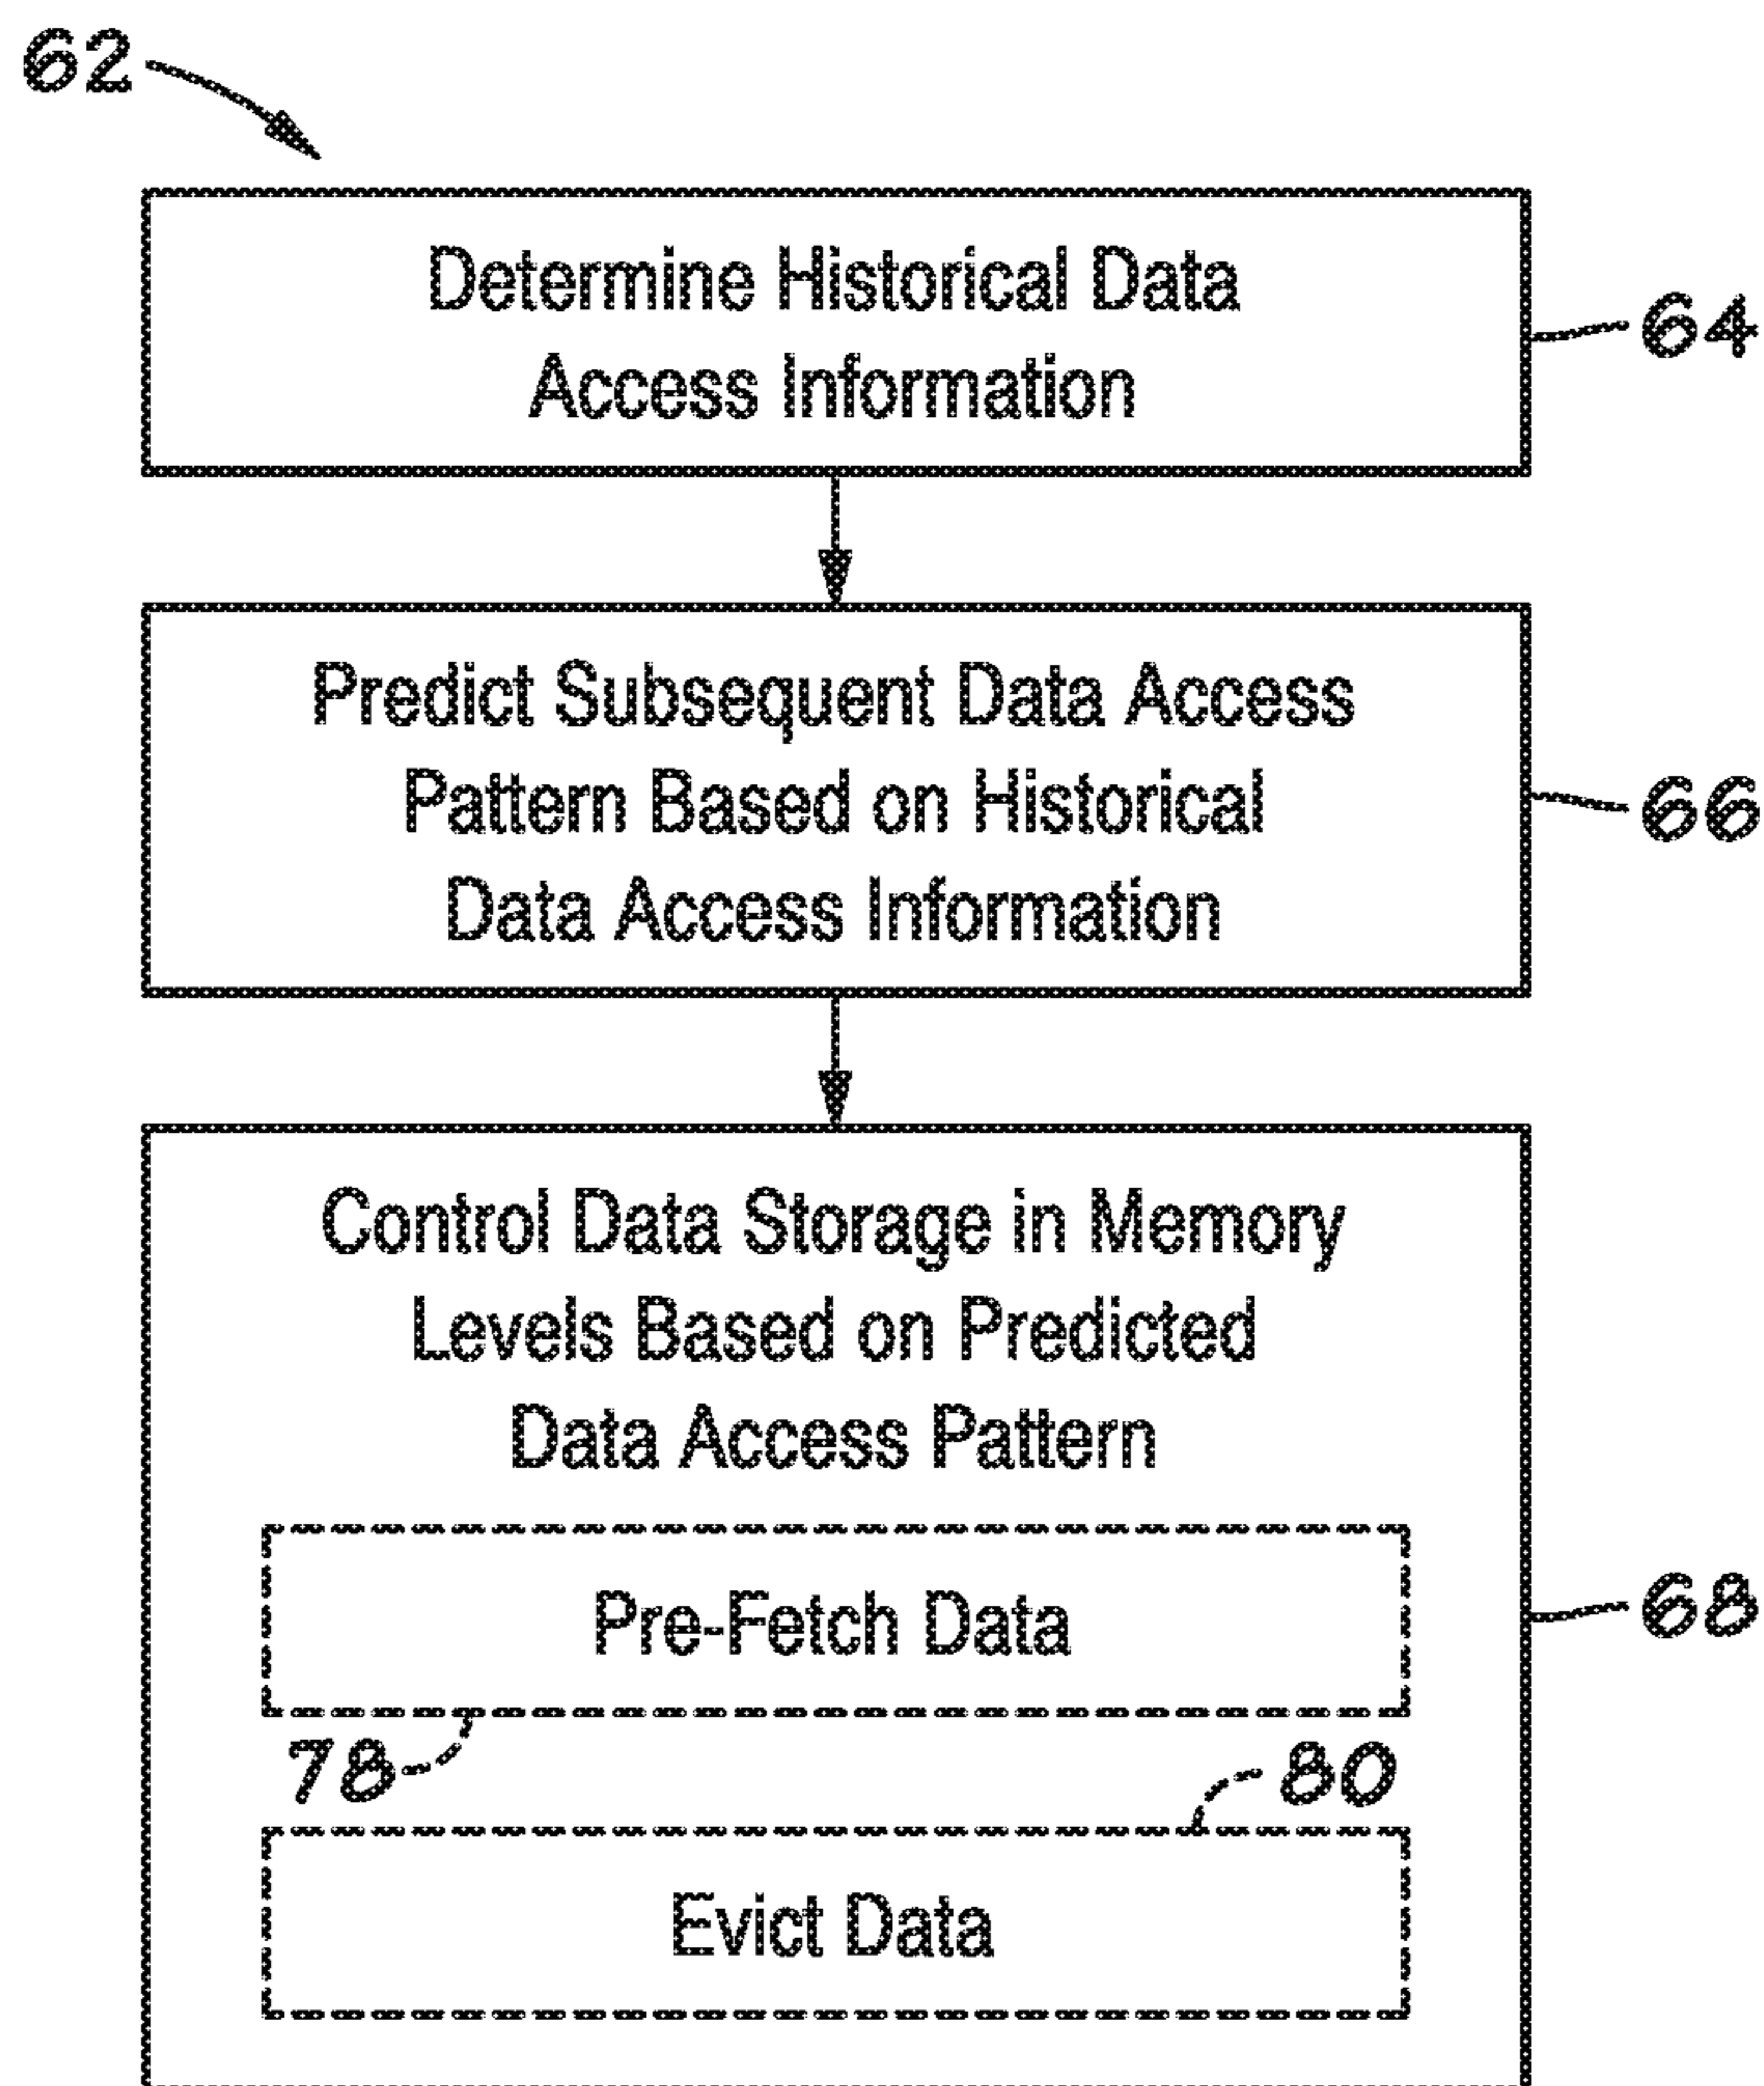 62
Determine Historical Data
Access Information
64
Predict Subsequent Data Access
Pattern Based on Historical
Data Access Information
66
Control Data Storage in Memory
Levels Based on Predicted
Data Access Pattern
Pre-Fetch Data
68
78
80
Evict Data